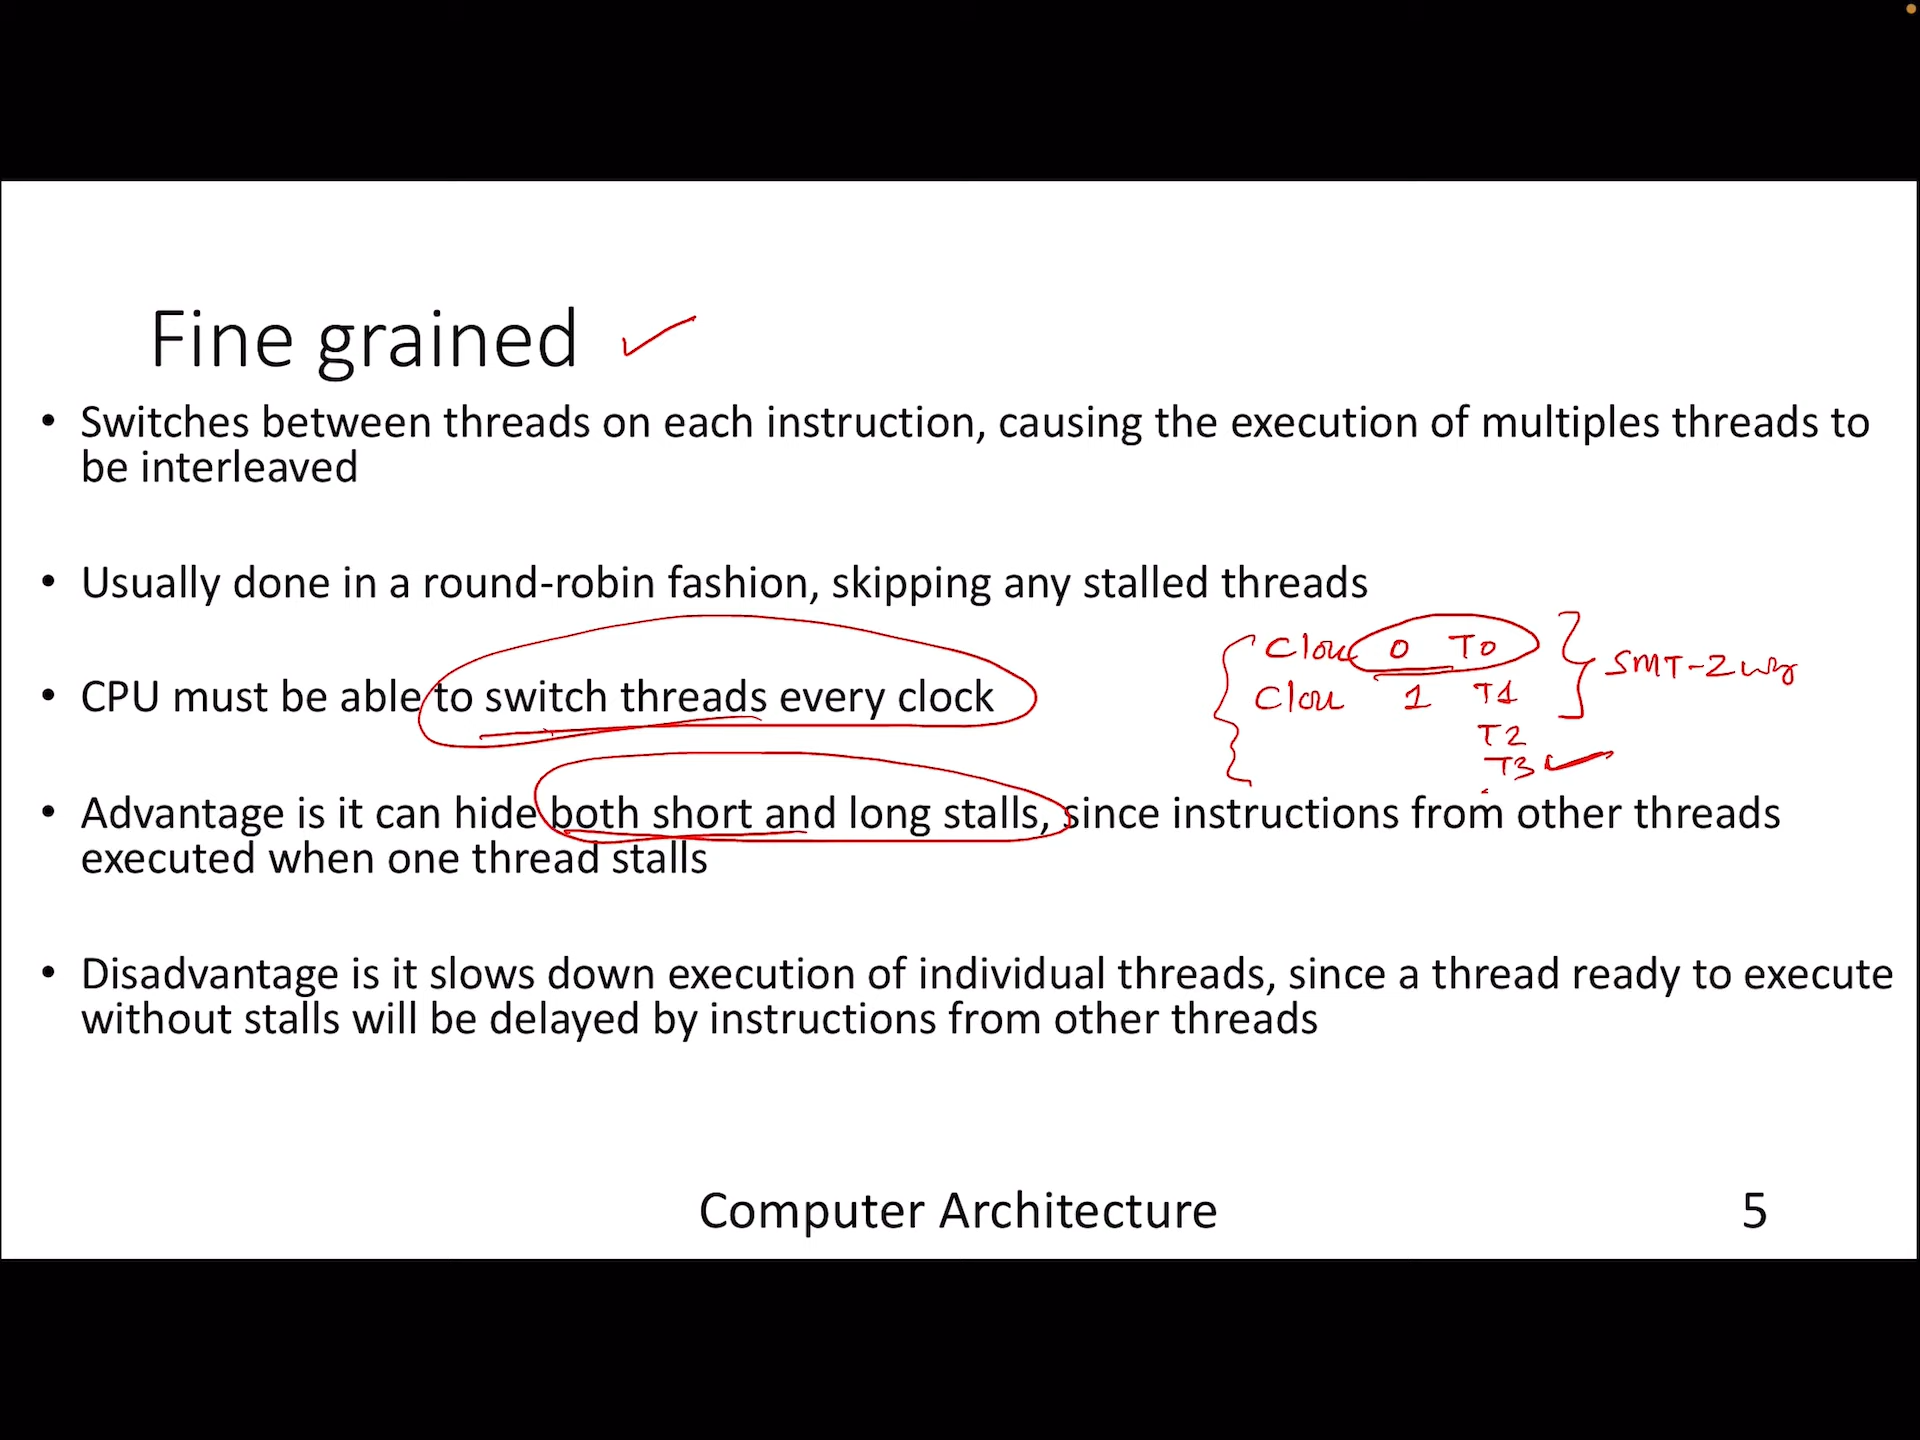 Fine grained
• Switches between threads on each instruction, causing the execution of multiples threads to
be interleaved
• Usually done in a round-robin fashion, skipping any stalled threads
Clou 0 T0
SMT-2
• CPU must be able to switch threads every clock
Clou 1 T1
T2
T3
• Advantage is it can hide both short and long stalls, since instructions from other threads
executed when one thread stalls
• Disadvantage is it slows down execution of individual threads, since a thread ready to execute
without stalls will be delayed by instructions from other threads
Computer Architecture
5